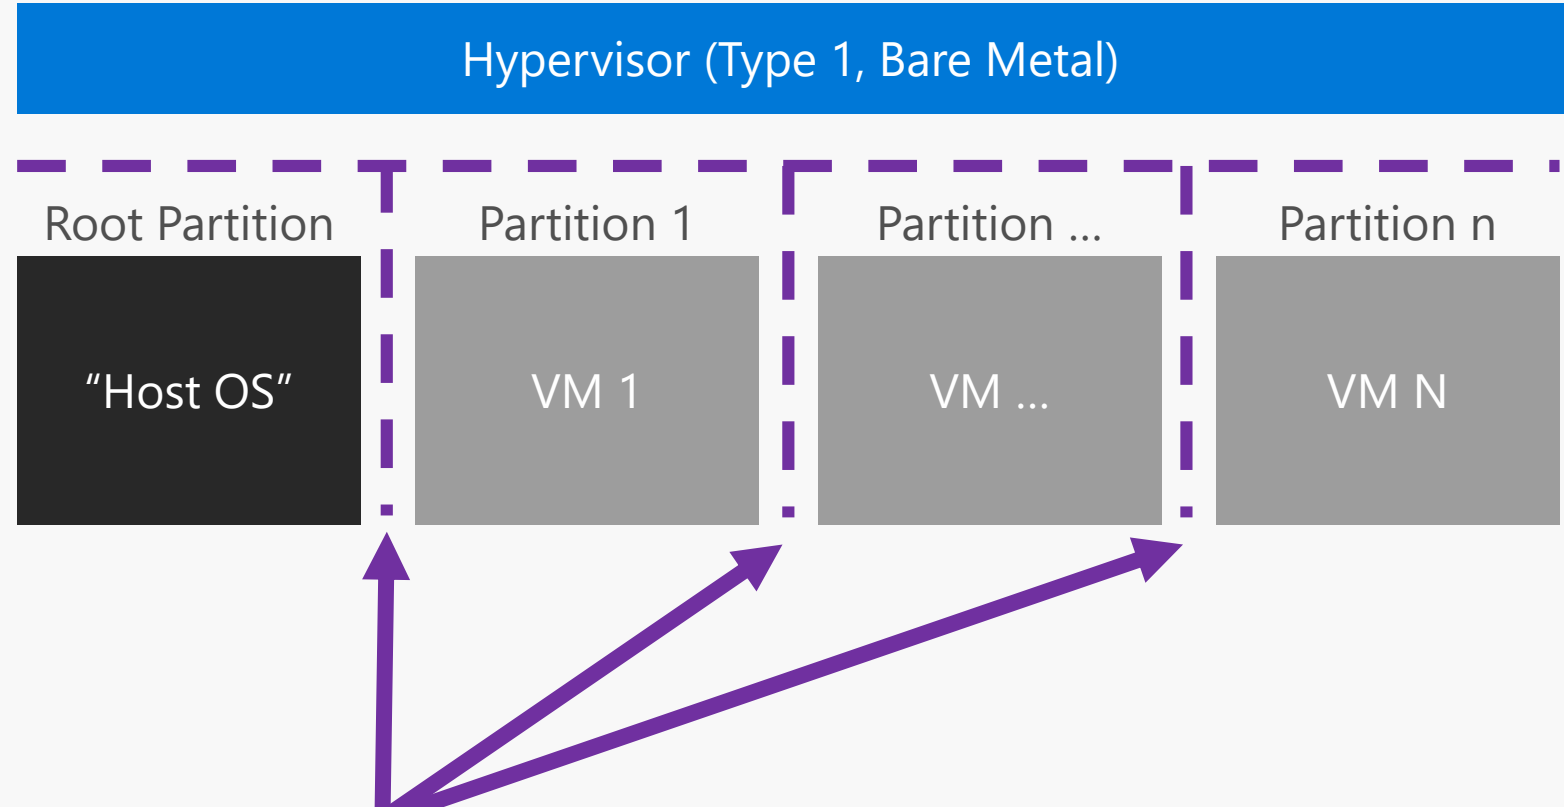 Hypervisor (Type 1, Bare Metal)
Root Partition
Partition 1
Partition ...
Partition n
“Host OS”
VM 1
VM ...
VM N